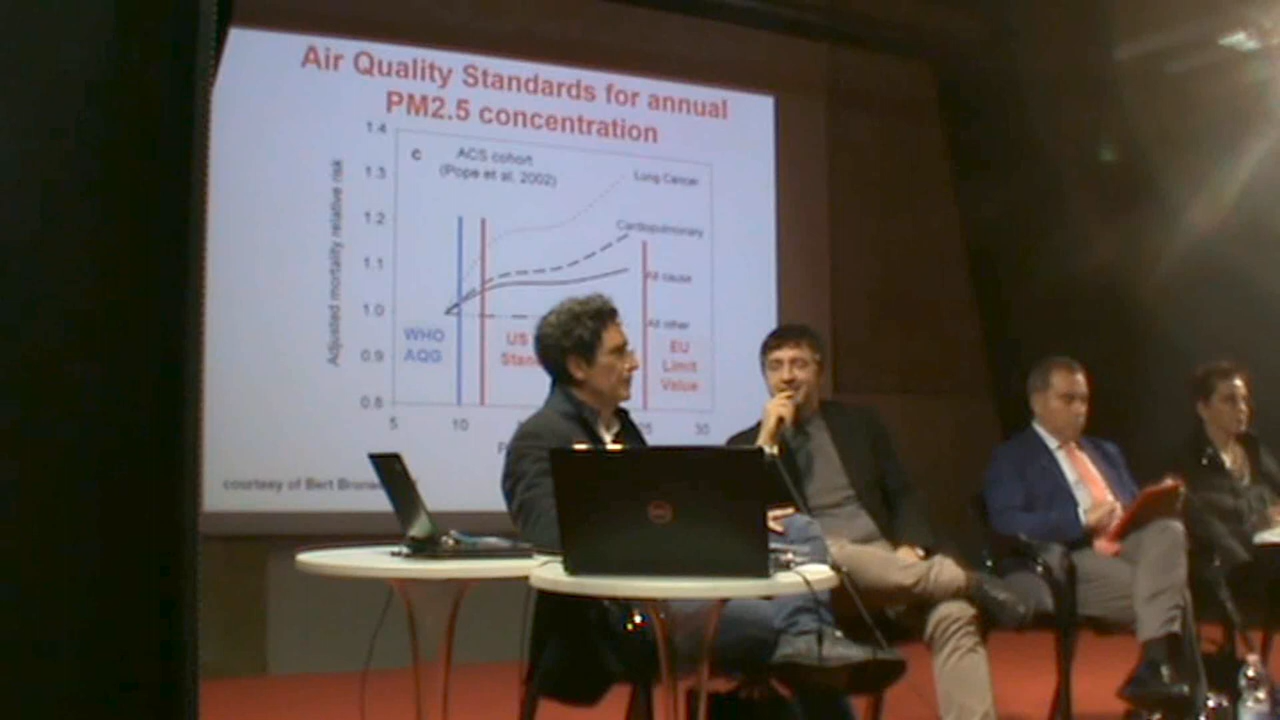 Air Quality Standards for annual
PM2.5 concentration
1.4
c
ACS cohort
(Pope et al. 2002)
1.3
Lung Cancer
1.2
Cardiopulmonary
1.1
All cause
1.0
All other
Adjusted mortality relative risk
WHO
AQG
US
EU
Limit
Value
0.9
0.8
5
10
25
30
courtesy of Bert
DELL